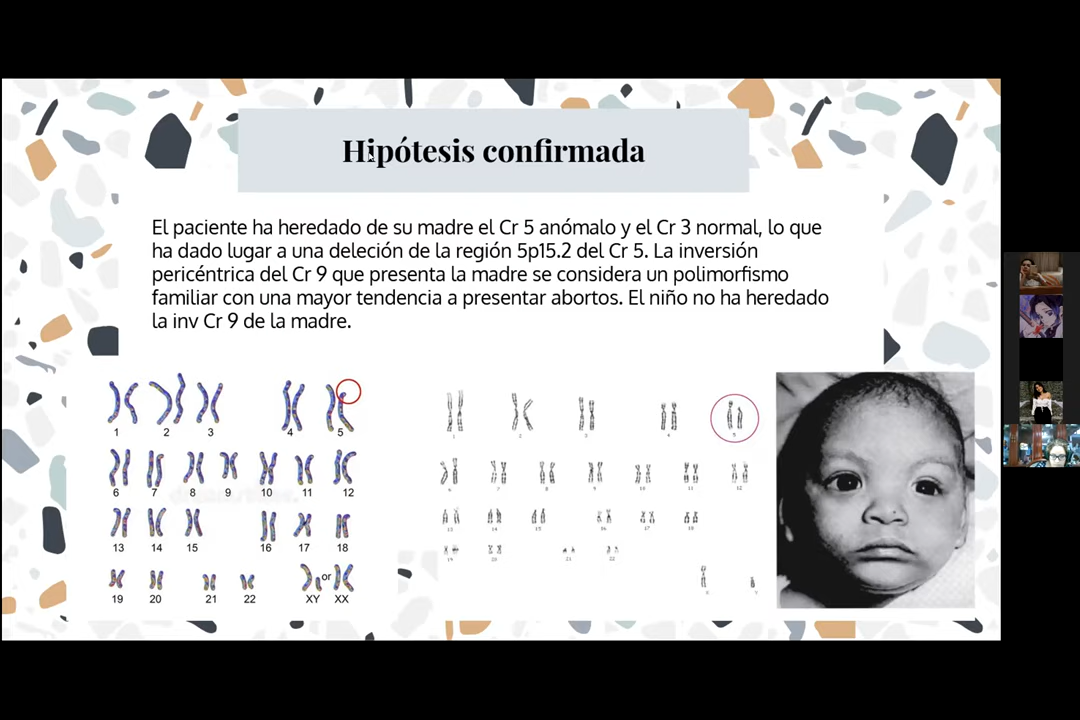 Hipótesis confirmada
El paciente ha heredado de su madre el Cr 5 anómalo y el Cr 3 normal, lo que
ha dado lugar a una deleción de la región 5p15.2 del Cr 5. La inversión
pericéntrica del Cr 9 que presenta la madre se considera un polimorfismo
familiar con una mayor tendencia a presentar abortos. El niño no ha heredado
la inv Cr 9 de la madre.
1 2 3 4 5
6 7 8 9 10 11 12
13 14 15 16 17 18
19 20 21 22 XY or XX